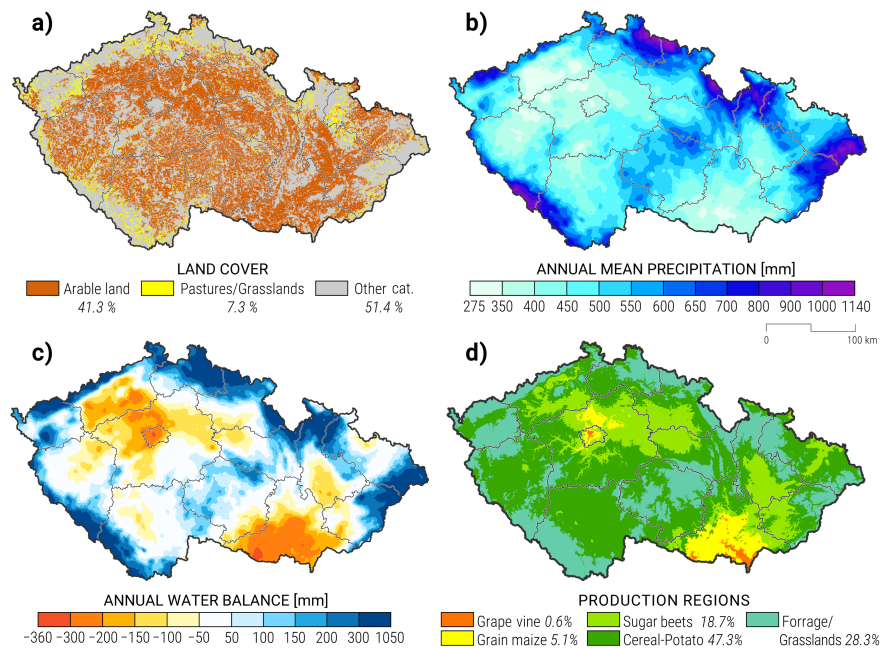 a)
b)
LAND COVER
Arable land
41.3 %
Pastures/Grasslands
7.3 %
Other cat.
51.4 %
ANNUAL MEAN PRECIPITATION [mm]
275 350 400 450 500 550 600 650 700 800 900 1000 1140
0 100 km
c)
d)
ANNUAL WATER BALANCE [mm]
−360 −300 −200 −150 −100 −50 50 100 150 300 1050
PRODUCTION REGIONS
Grape vine 0.6% Sugar beets 18.7% Forrage/
Grain maize 5.1% Cereal-Potato 47.3% Grasslands 28.3%